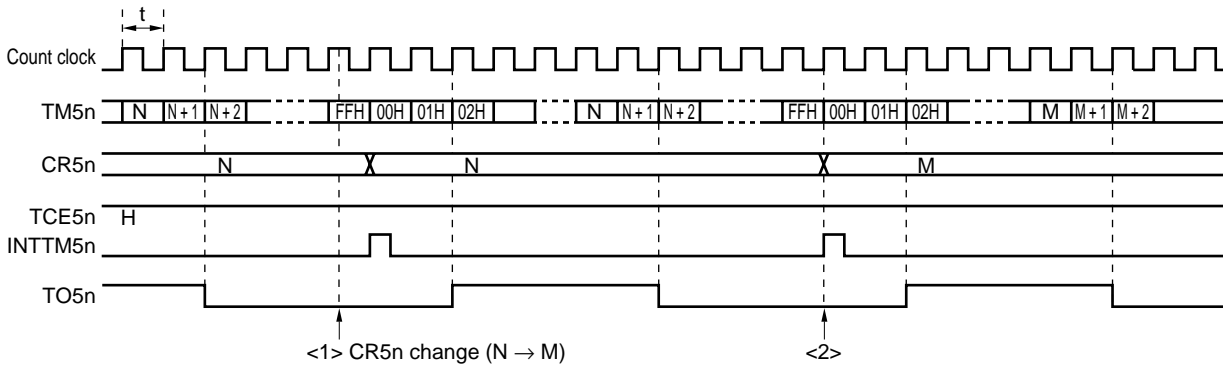 t
Count clock
TM5n N N + 1 N + 2 FFH 00H 01H 02H N N + 1 N + 2 FFH 00H 01H 02H M M + 1 M + 2
CR5n N N M
TCE5n H
INTTM5n
TO5n
<1> CR5n change (N → M) <2>